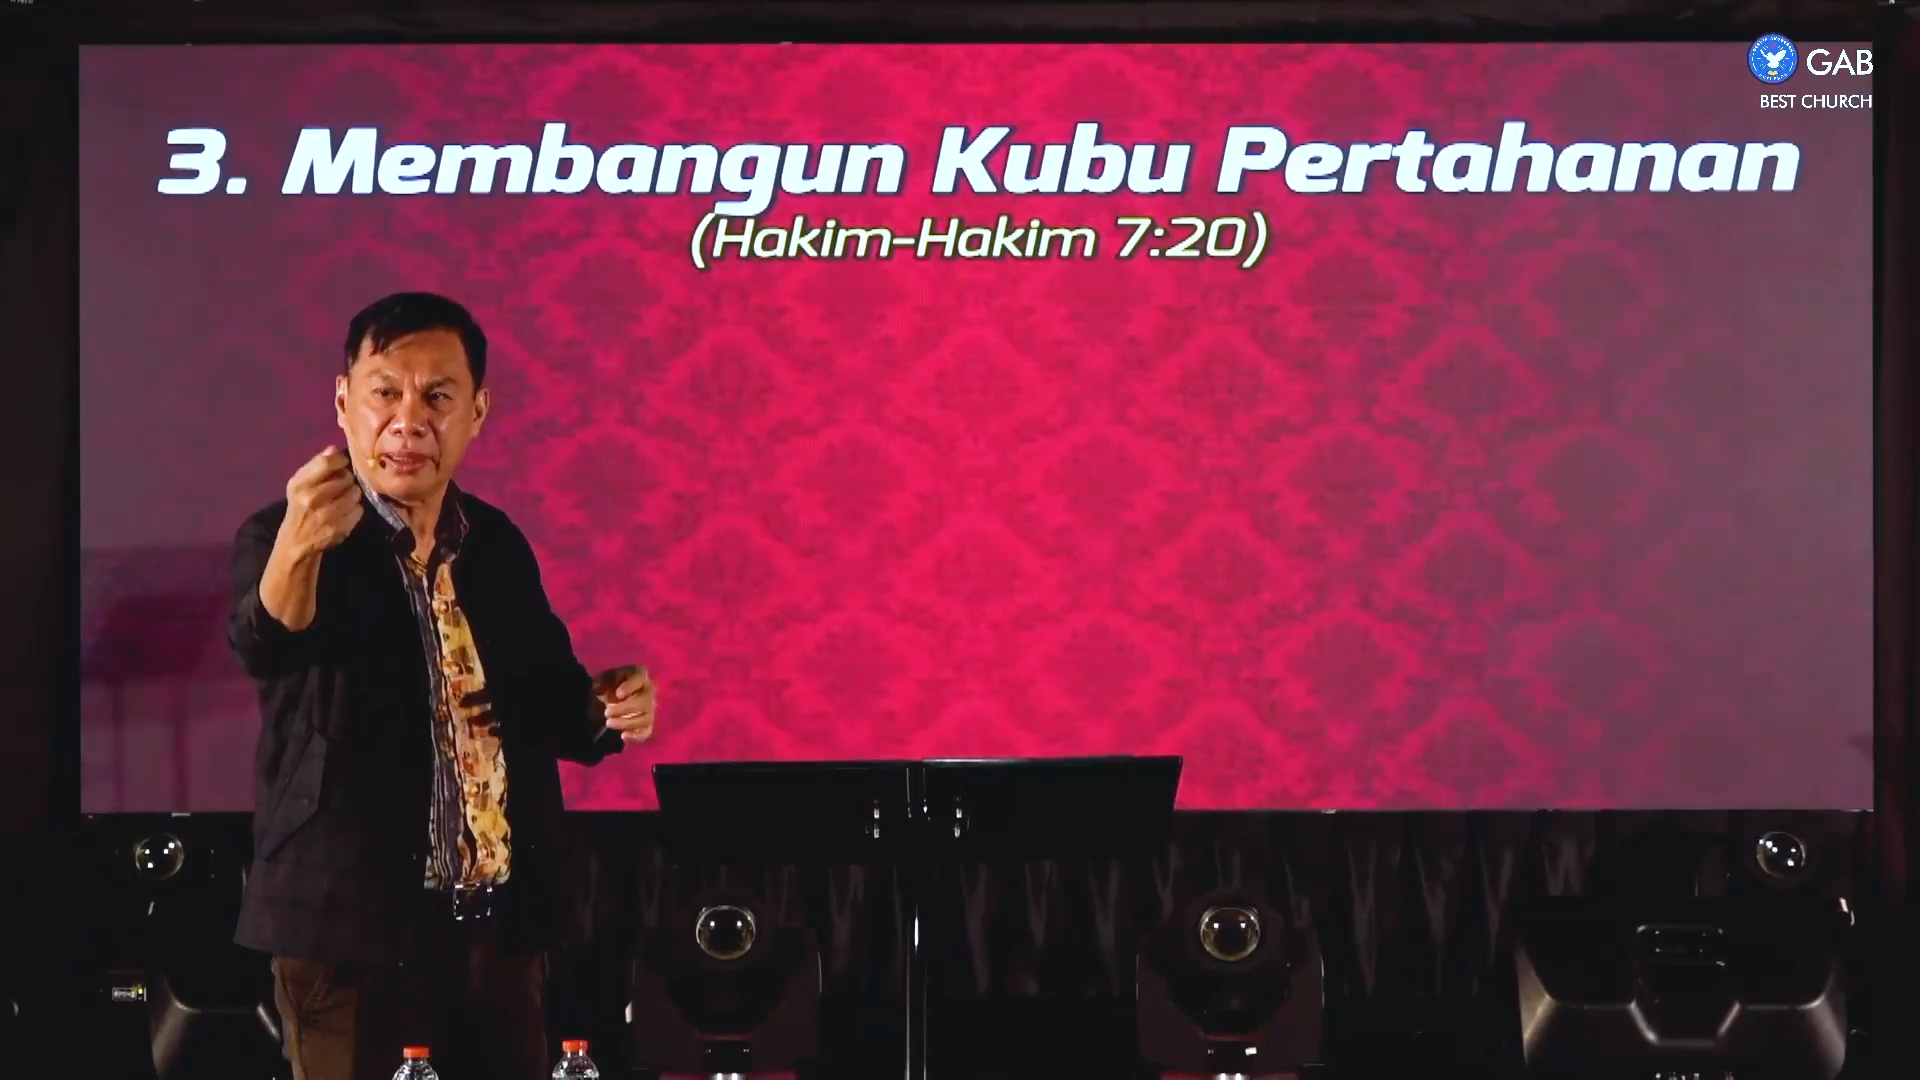 GAB
BEST CHURCH
3. Membangun Kubu Pertahanan
(Hakim-Hakim 7:20)